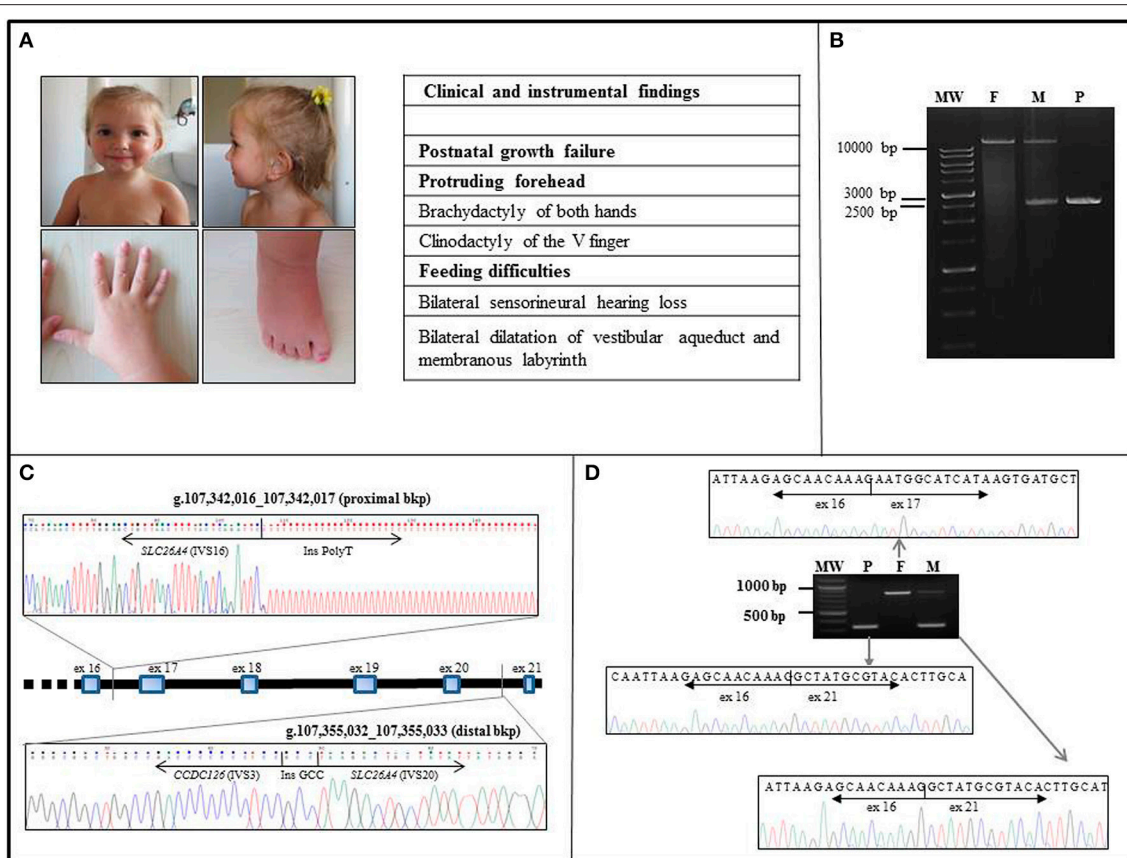 A
Clinical and instrumental findings
Postnatal growth failure
Protruding forehead
Brachydactyly of both hands
Clinodactyly of the V finger
Feeding difficulties
Bilateral sensorineural hearing loss
Bilateral dilatation of vestibular aqueduct and
membranous labyrinth
B
MW F M P
10000 bp
3000 bp
2500 bp
C
g.107,342,016_107,342,017 (proximal bkp)
SLC26A4 (IVS16) Ins PolyT
ex 16 ex 17 ex 18 ex 19 ex 20 ex 21
g.107,355,032_107,355,033 (distal bkp)
CCDC126 (IVS3) Ins GCC SLC26A4 (IVS20)
D
ATTAAGAGCAACAAAGAATGGCATCATAAGTGATGCT
ex 16 ex 17
MW P F M
1000 bp
500 bp
CAATTAAGAGCAACAAAGGCTATGCGTACACTTGCA
ex 16 ex 21
ATTAAGAGCAACAAAGGCTATGCGTACACTTGCAT
ex 16 ex 21